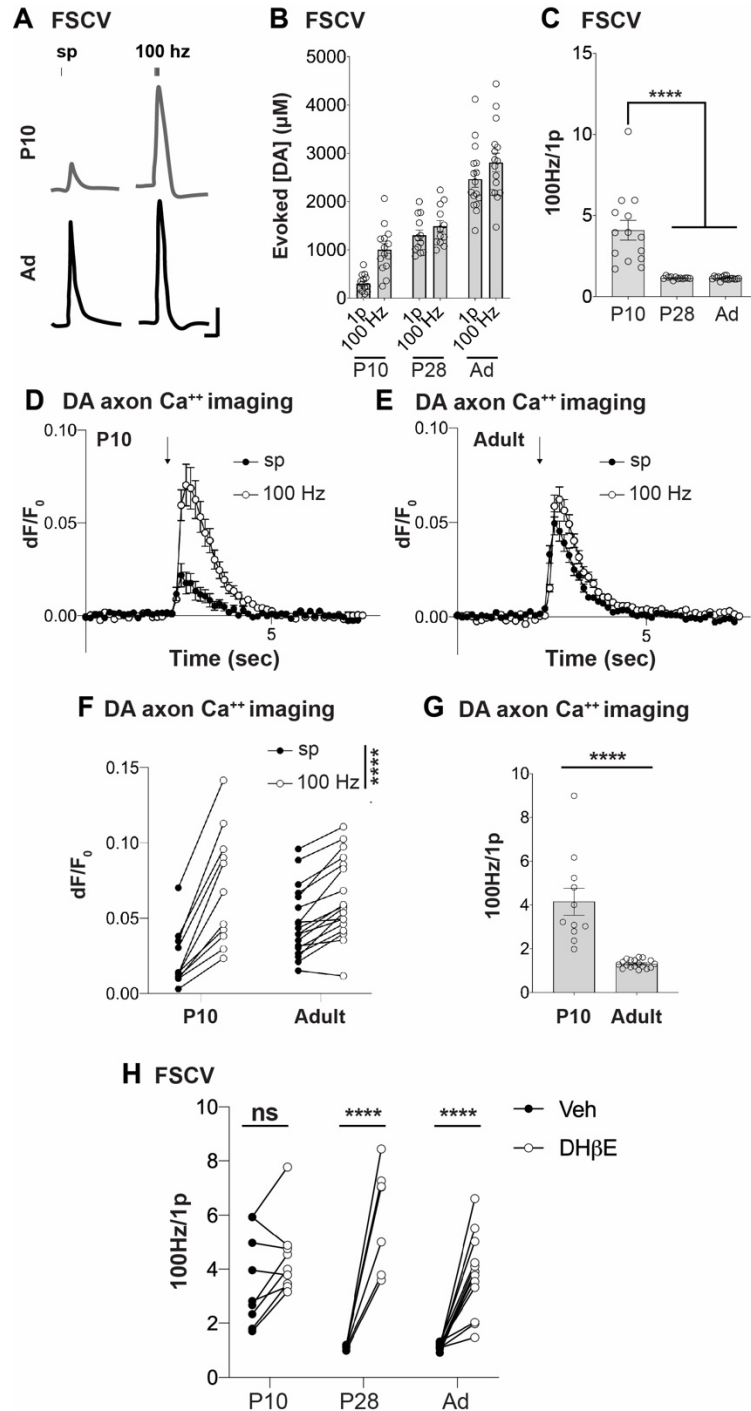 A FSCV
sp 100 hz
P10
Ad
B FSCV
Evoked [DA] (µM)
5000
4000
3000
2000
1000
0
1p 100 Hz 1p 100 Hz 1p 100 Hz
P10 P28 Ad
C FSCV
100Hz/1p
15
10
5
0
****
P10 P28 Ad
D DA axon Ca⁺⁺ imaging
P10
sp
100 Hz
dF/F₀
0.10
0.05
0.00
5
Time (sec)
E DA axon Ca⁺⁺ imaging
Adult
sp
100 Hz
dF/F₀
0.10
0.05
0.00
5
Time (sec)
F DA axon Ca⁺⁺ imaging
sp
100 Hz
****
dF/F₀
0.15
0.10
0.05
0.00
P10 Adult
G DA axon Ca⁺⁺ imaging
****
100Hz/1p
10
8
6
4
2
0
P10 Adult
H FSCV
ns **** ****
Veh
DHβE
100Hz/1p
10
8
6
4
2
0
P10 P28 Ad